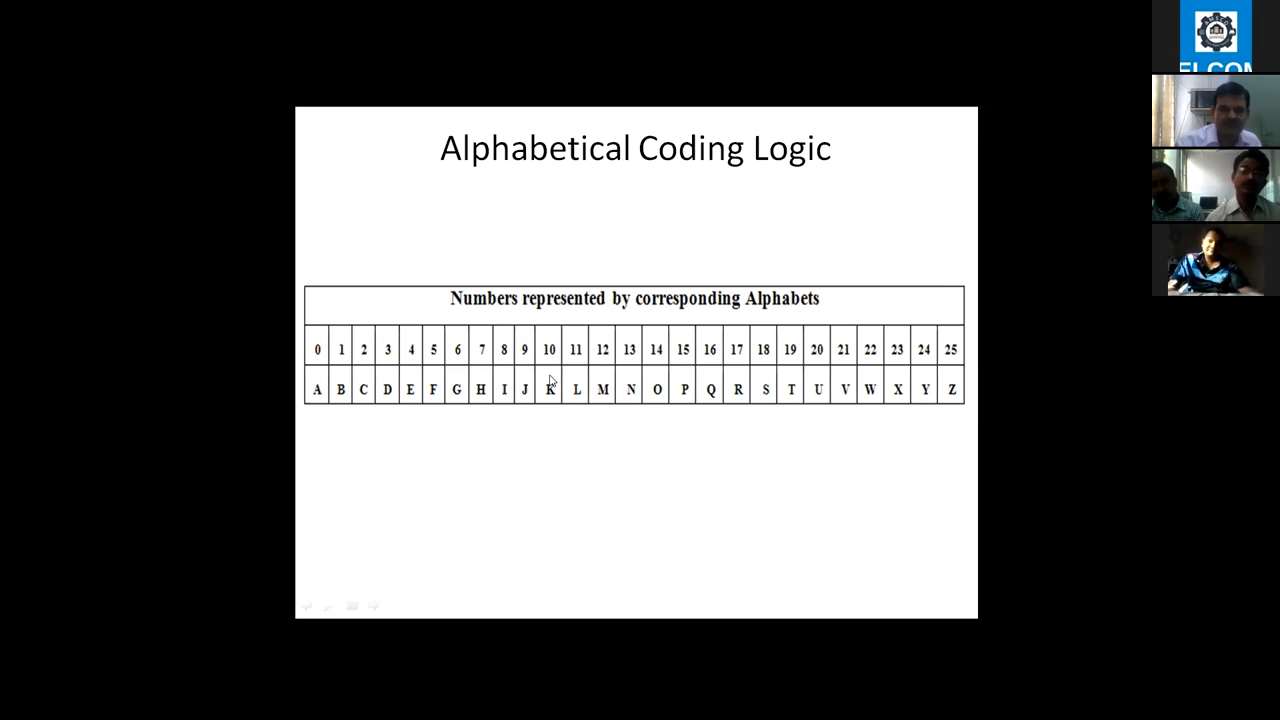 Alphabetical Coding Logic
Numbers represented by corresponding Alphabets
0 1 2 3 4 5 6 7 8 9 10 11 12 13 14 15 16 17 18 19 20 21 22 23 24 25
A B C D E F G H I J K L M N O P Q R S T U V W X Y Z